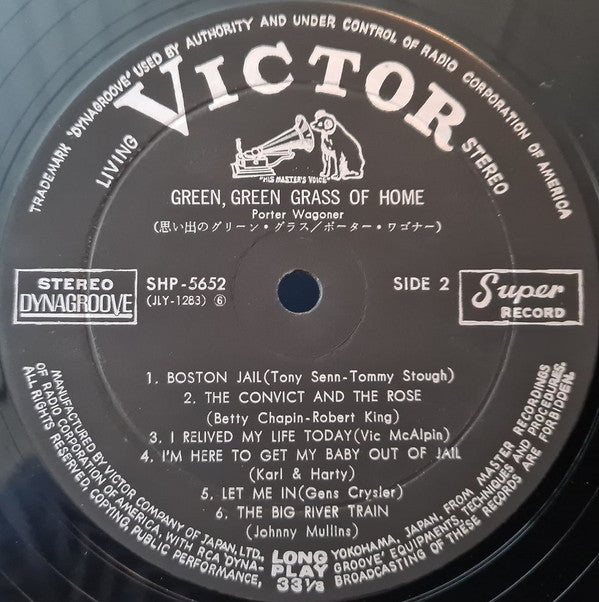 TRADEMARK "DYNAGROOVE" USED BY AUTHORITY AND UNDER CONTROL OF RADIO CORPORATION OF AMERICA
LIVING VICTOR STEREO
"HIS MASTER'S VOICE"
GREEN, GREEN GRASS OF HOME
Porter Wagoner
(思い出のグリーン・グラス/ポーター・ワゴナー)
STEREO
DYNAGROOVE
SHP-5652
(JLY-1283) ⑥
SIDE 2
Super
RECORD
1. BOSTON JAIL(Tony Senn-Tommy Stough)
2. THE CONVICT AND THE ROSE
(Betty Chapin-Robert King)
3. I RELIVED MY LIFE TODAY(Vic McAlpin)
4. I'M HERE TO GET MY BABY OUT OF JAIL
(Karl & Harty)
5. LET ME IN(Gens Crysler)
6. THE BIG RIVER TRAIN
(Johnny Mullins)
LONG
PLAY
33⅓
MANUFACTURED BY VICTOR COMPANY OF JAPAN, LTD., YOKOHAMA, JAPAN. FROM MASTER RECORDINGS
OF RADIO CORPORATION OF AMERICA, WITH RCA "DYNAGROOVE" EQUIPMENTS, TECHNIQUES AND PROCEDURES.
ALL RIGHTS RESERVED, COPYING, PUBLIC PERFORMANCE, BROADCASTING OF THESE RECORDS ARE FORBIDDEN.